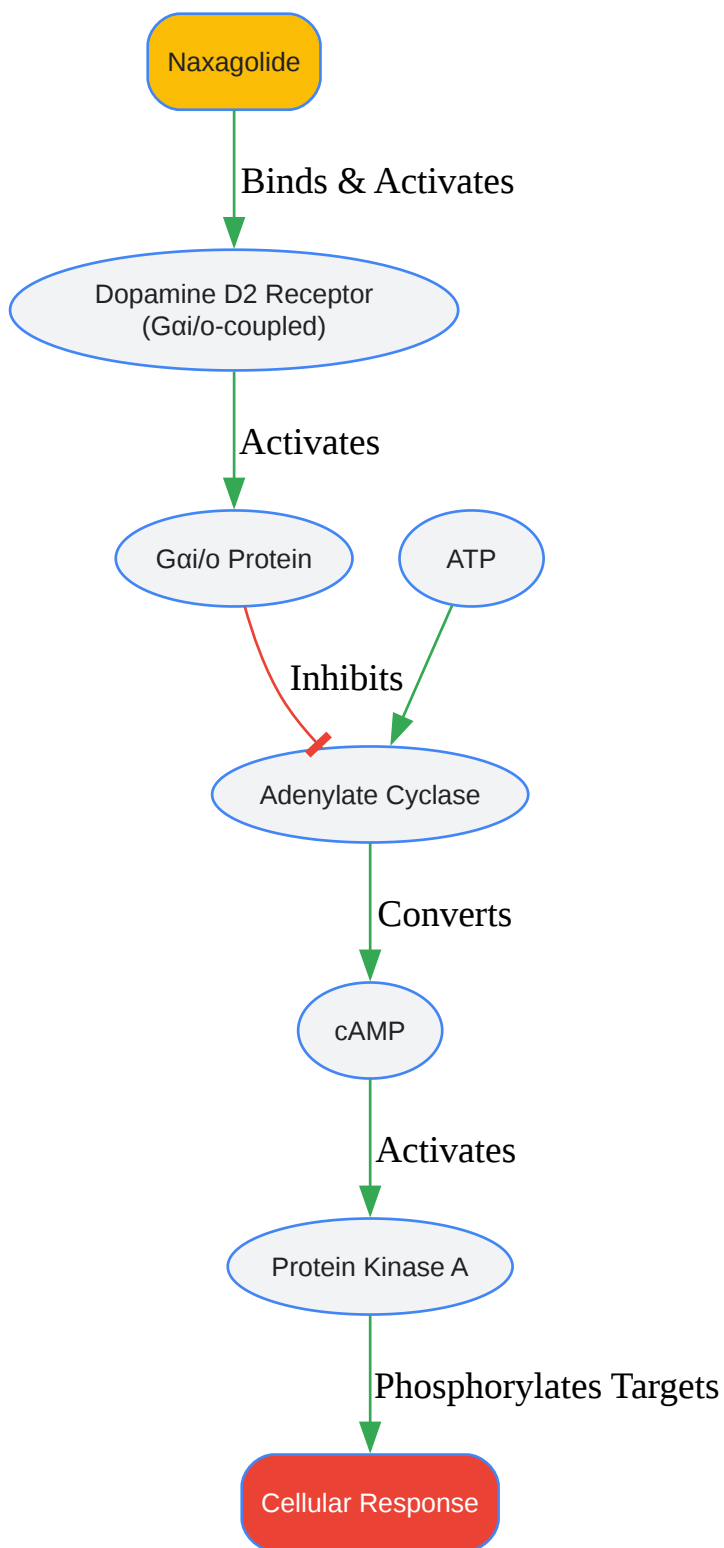 Naxagolide
Binds & Activates
Dopamine D2 Receptor
(Gαi/o-coupled)
Activates
Gαi/o Protein
ATP
Inhibits
Adenylate Cyclase
Converts
cAMP
Activates
Protein Kinase A
Phosphorylates Targets
Cellular Response